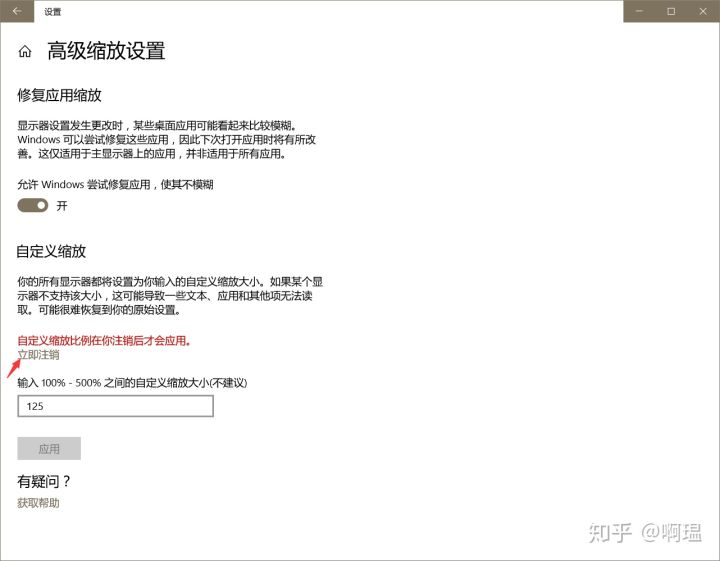 设置
高级缩放设置
修复应用缩放
显示器设置发生更改时，某些桌面应用可能看起来比较模糊。
Windows 可以尝试修复这些应用，因此下次打开应用时将有所改
善。这仅适用于主显示器上的应用，并非适用于所有应用。
允许 Windows 尝试修复应用，使其不模糊
开
自定义缩放
你的所有显示器都将设置为你输入的自定义缩放大小。如果某个显
示器不支持该大小，这可能导致一些文本、应用和其他项无法读
取。可能很难恢复到你的原始设置。
自定义缩放比例在你注销后才会应用。
立即注销
输入 100% - 500% 之间的自定义缩放大小(不建议)
125
应用
有疑问？
获取帮助
知乎 @啊瑥